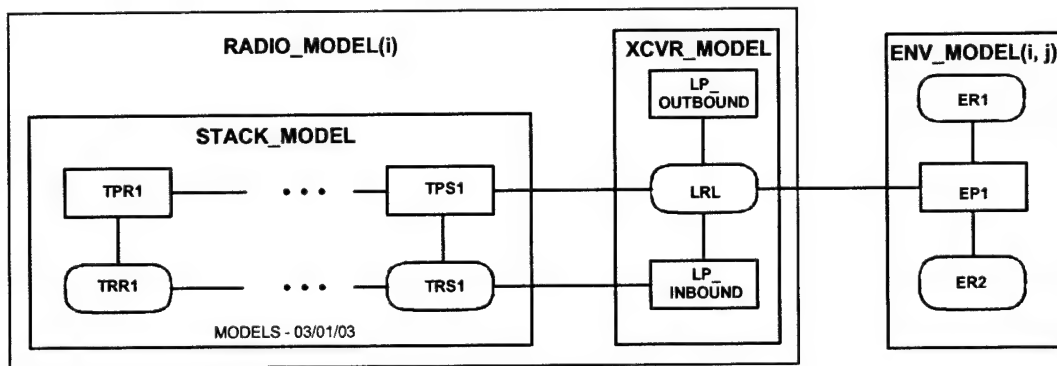 RADIO_MODEL(i)
XCVR_MODEL
ENV_MODEL(i, j)
LP_
OUTBOUND
ER1
STACK_MODEL
TPR1
• • •
TPS1
LRL
EP1
TRR1
• • •
TRS1
LP_
INBOUND
ER2
MODELS - 03/01/03